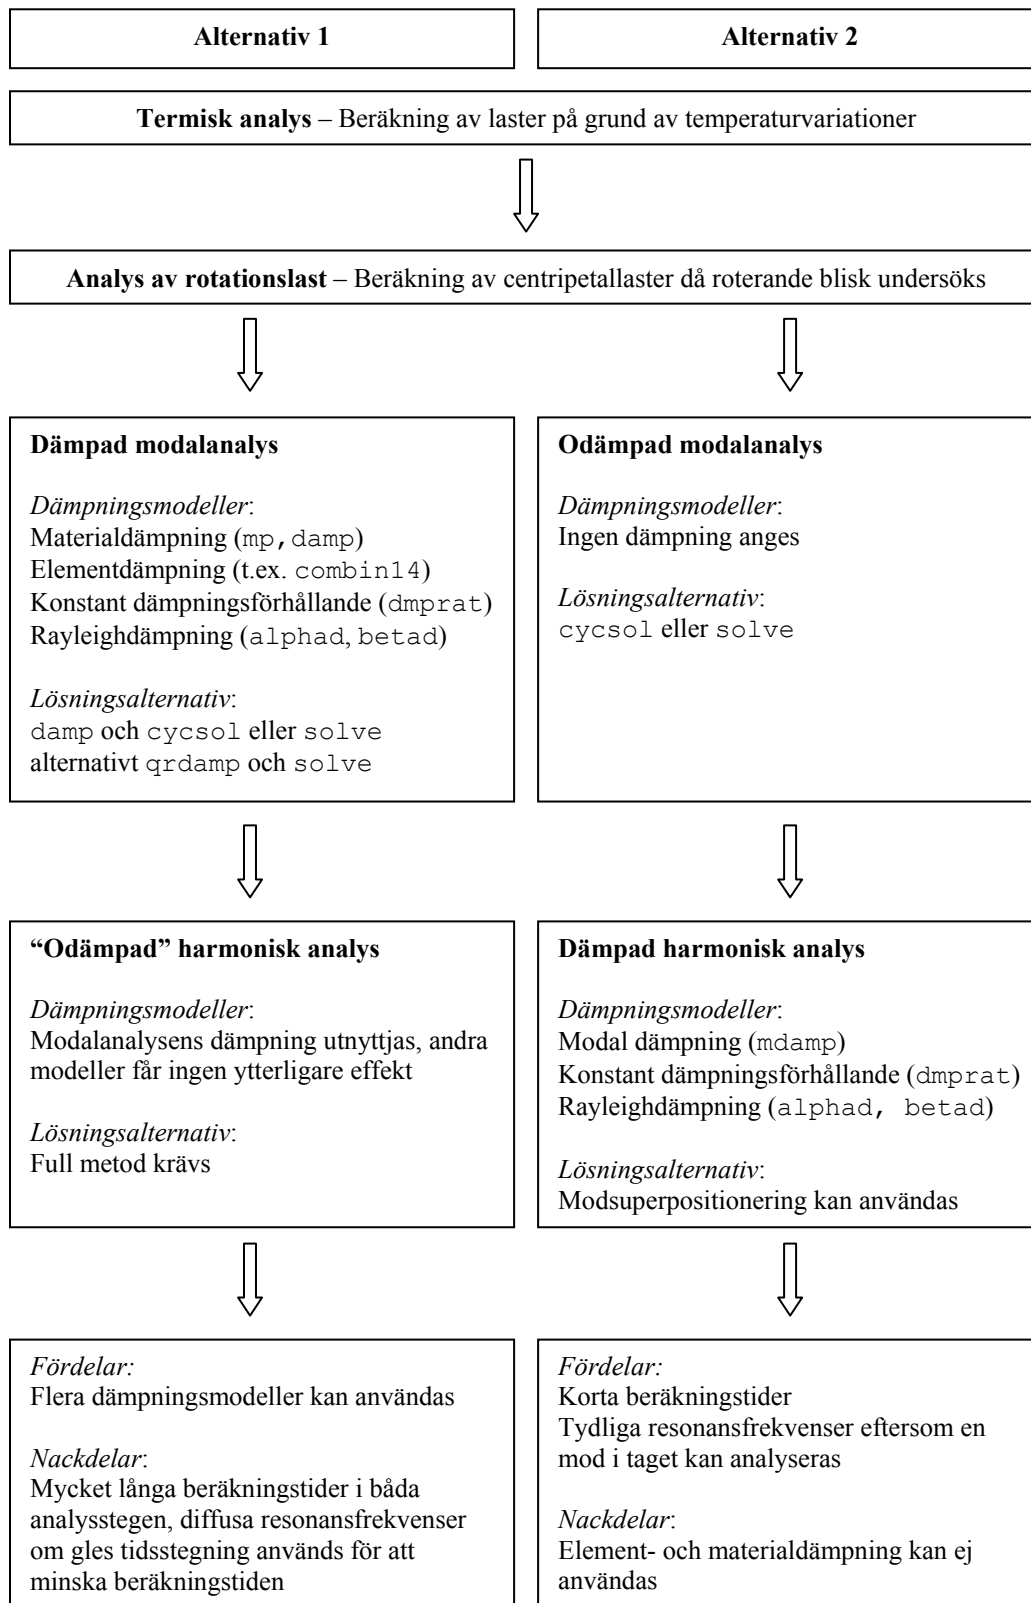 Alternativ 1
Alternativ 2
Termisk analys – Beräkning av laster på grund av temperaturvariationer
Analys av rotationslast – Beräkning av centripetallaster då roterande blisk undersöks
Dämpad modalanalys
Dämpningsmodeller:
Materialdämpning (mp,damp)
Elementdämpning (t.ex. combin14)
Konstant dämpningsförhållande (dmprat)
Rayleighdämpning (alphad, betad)
Lösningsalternativ:
damp och cycsol eller solve
alternativt qrdamp och solve
Odämpad modalanalys
Dämpningsmodeller:
Ingen dämpning anges
Lösningsalternativ:
cycsol eller solve
“Odämpad” harmonisk analys
Dämpningsmodeller:
Modalanalysens dämpning utnyttjas, andra
modeller får ingen ytterligare effekt
Lösningsalternativ:
Full metod krävs
Dämpad harmonisk analys
Dämpningsmodeller:
Modal dämpning (mdamp)
Konstant dämpningsförhållande (dmprat)
Rayleighdämpning (alphad, betad)
Lösningsalternativ:
Modsuperpositionering kan användas
Fördelar:
Flera dämpningsmodeller kan användas
Nackdelar:
Mycket långa beräkningstider i båda
analysstegen, diffusa resonansfrekvenser
om gles tidsstegning används för att
minska beräkningstiden
Fördelar:
Korta beräkningstider
Tydliga resonansfrekvenser eftersom en
mod i taget kan analyseras
Nackdelar:
Element- och materialdämpning kan ej
användas